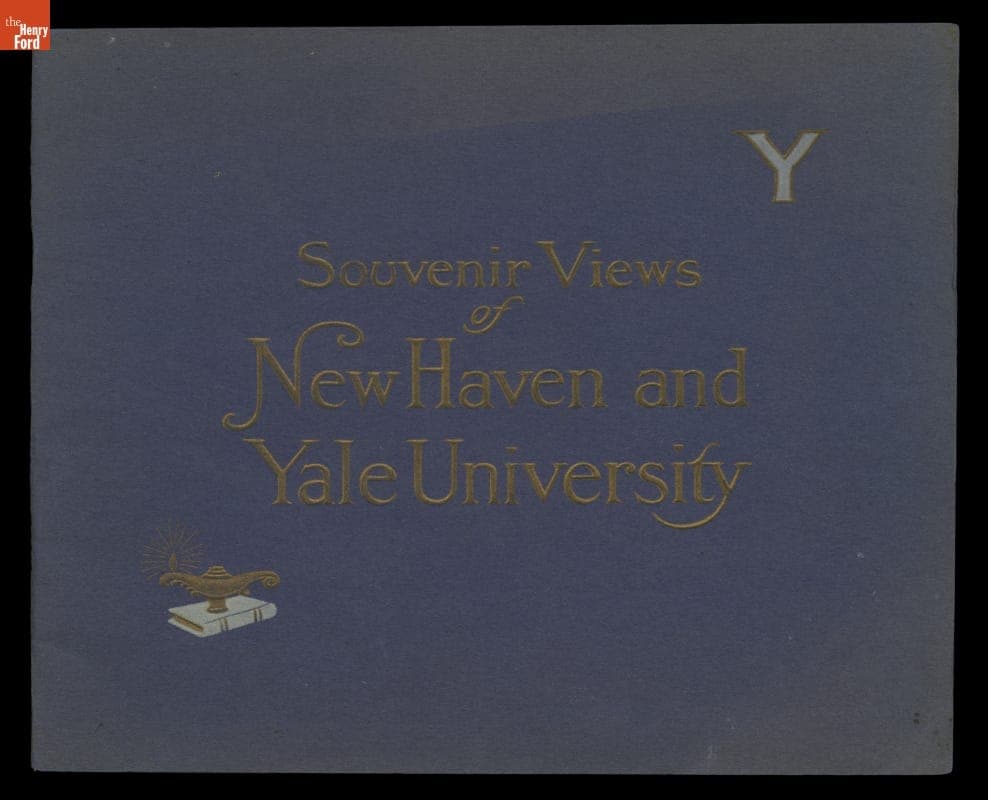 the
Henry
Ford
Y
Souvenir Views
of
New Haven and
Yale University